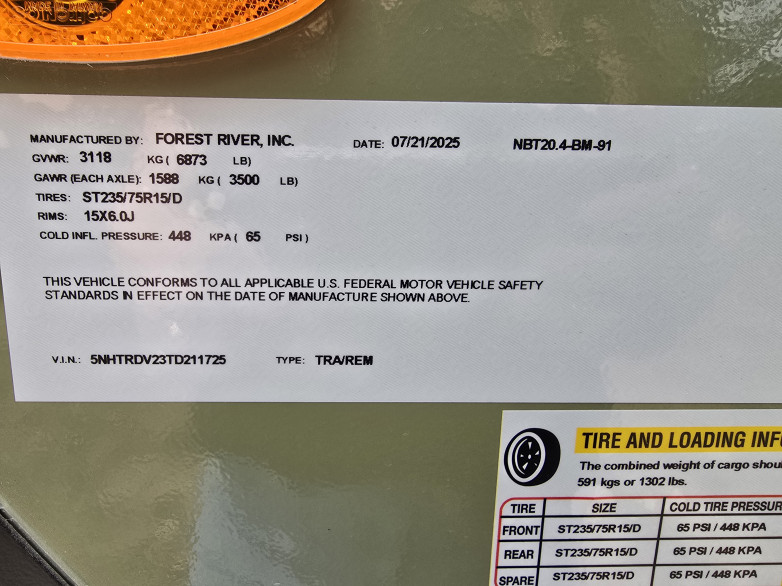 MANUFACTURED BY: FOREST RIVER, INC. DATE: 07/21/2025 NBT20.4-BM-91
GVWR: 3118 KG ( 6873 LB)
GAWR (EACH AXLE): 1588 KG ( 3500 LB)
TIRES: ST235/75R15/D
RIMS: 15X6.0J
COLD INFL. PRESSURE: 448 KPA ( 65 PSI )
THIS VEHICLE CONFORMS TO ALL APPLICABLE U.S. FEDERAL MOTOR VEHICLE SAFETY
STANDARDS IN EFFECT ON THE DATE OF MANUFACTURE SHOWN ABOVE.
V.I.N.: 5NHTRDV23TD211725 TYPE: TRA/REM
TIRE AND LOADING
The combined weight of cargo
591 kgs or 1302 lbs.
TIRE SIZE COLD TIRE
FRONT ST235/75R15/D 65 PSI / 448 KPA
REAR ST235/75R15/D 65 PSI / 448 KPA
SPARE ST235/75R15/D 65 PSI / 448 KPA